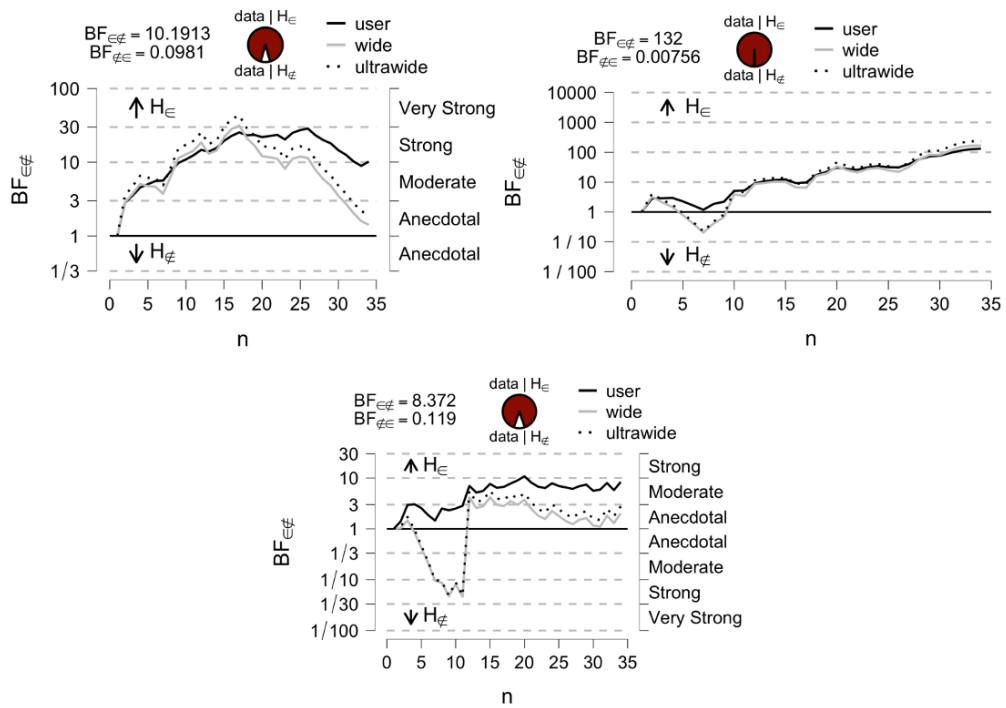 data | H∈
BF∈∉ = 10.1913
BF∉∈ = 0.0981
data | H∉
user
wide
ultrawide
100
30
10
3
1
1/3
BF∈∉
H∈
H∉
Very Strong
Strong
Moderate
Anecdotal
Anecdotal
0 5 10 15 20 25 30 35
n
data | H∈
BF∈∉ = 132
BF∉∈ = 0.00756
data | H∉
user
wide
ultrawide
10000
1000
100
10
1
1 / 10
1 / 100
BF∈∉
H∈
H∉
0 5 10 15 20 25 30 35
n
data | H∈
BF∈∉ = 8.372
BF∉∈ = 0.119
data | H∉
user
wide
ultrawide
30
10
3
1
1/3
1/10
1/30
1/100
BF∈∉
H∈
H∉
Strong
Moderate
Anecdotal
Anecdotal
Moderate
Strong
Very Strong
0 5 10 15 20 25 30 35
n